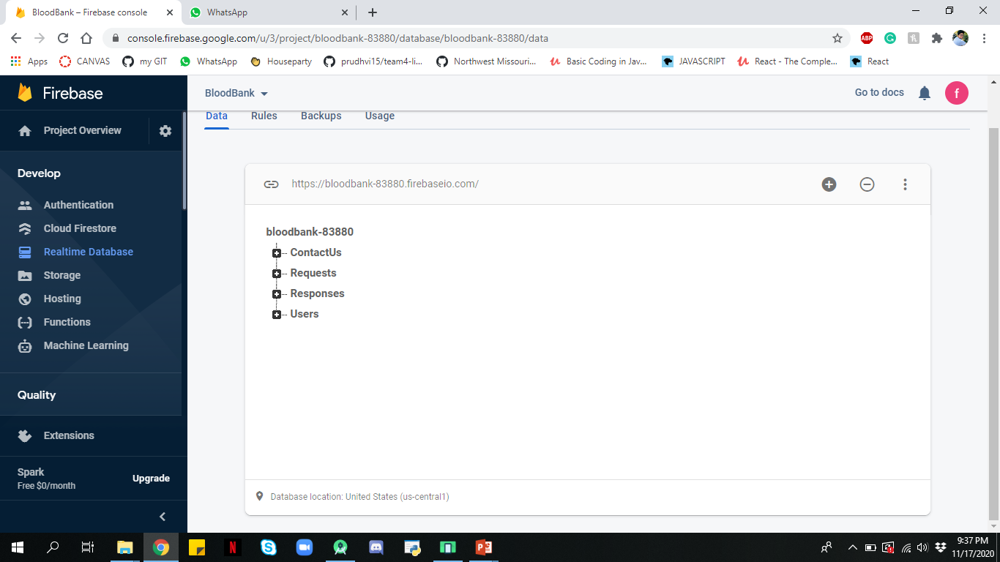 BloodBank – Firebase console
WhatsApp
console.firebase.google.com/u/3/project/bloodbank-83880/database/bloodbank-83880/data
ABP
Apps
CANVAS
my GIT
WhatsApp
Houseparty
prudhvi15/team4-li...
Northwest Missouri...
Basic Coding in Jav...
JAVASCRIPT
React - The Comple...
React
Firebase
BloodBank
Go to docs
f
Project Overview
Data
Rules
Backups
Usage
Develop
Authentication
Cloud Firestore
Realtime Database
Storage
Hosting
Functions
Machine Learning
Quality
Extensions
Spark
Free $0/month
Upgrade
https://bloodbank-83880.firebaseio.com/
bloodbank-83880
ContactUs
Requests
Responses
Users
Database location: United States (us-central1)
9:37 PM
11/17/2020